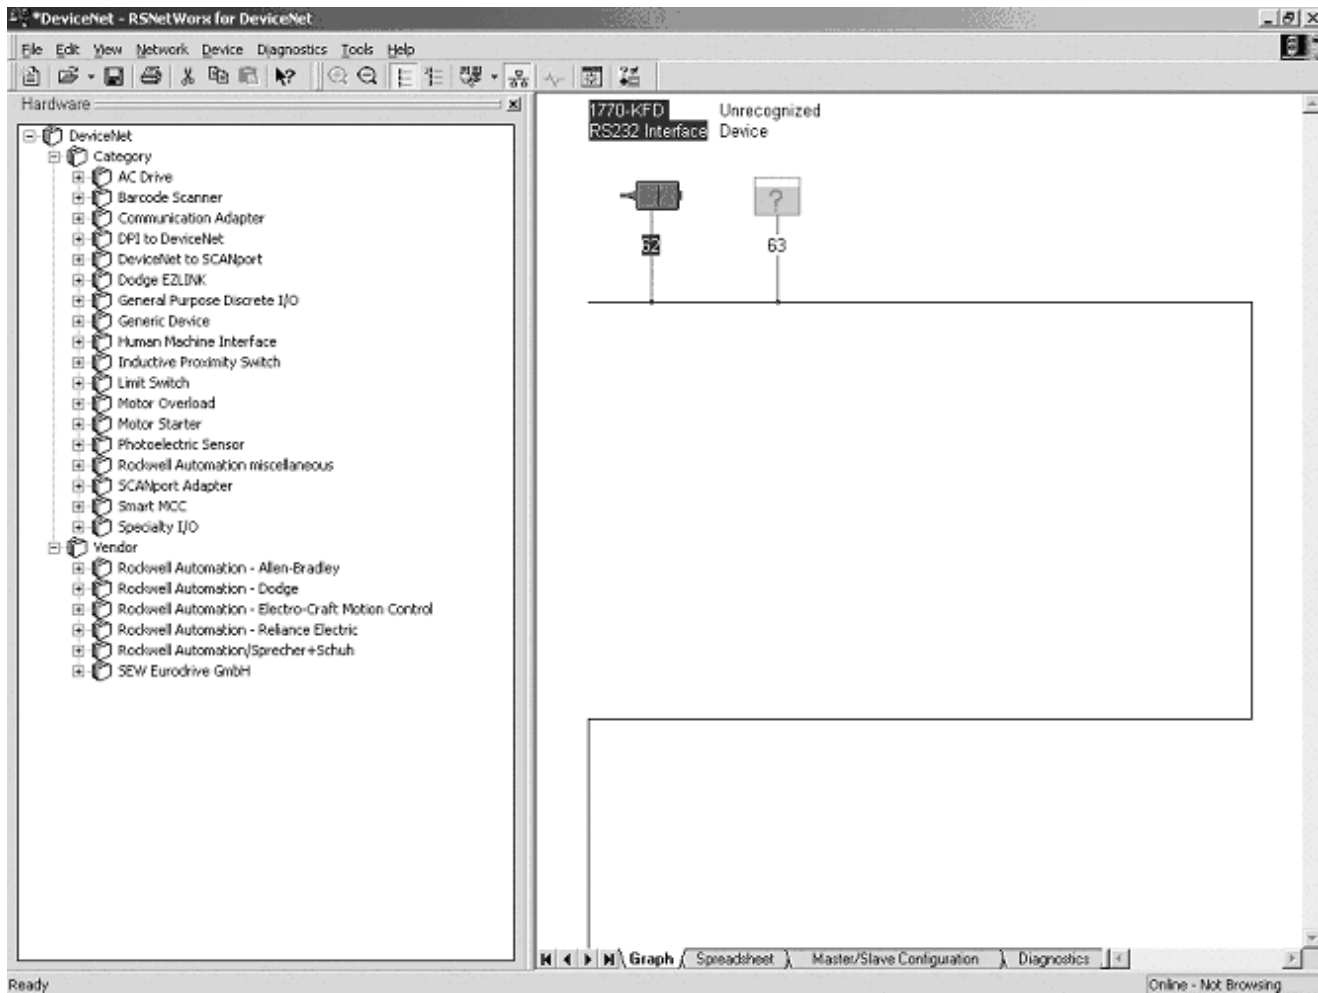 *DeviceNet - RSNetWorx for DeviceNet
File Edit View Network Device Diagnostics Tools Help
Hardware
DeviceNet
Category
AC Drive
Barcode Scanner
Communication Adapter
DPI to DeviceNet
DeviceNet to SCANport
Dodge EZLINK
General Purpose Discrete I/O
Generic Device
Human Machine Interface
Inductive Proximity Switch
Limit Switch
Motor Overload
Motor Starter
Photoelectric Sensor
Rockwell Automation miscellaneous
SCANport Adapter
Smart MCC
Specialty I/O
Vendor
Rockwell Automation - Allen-Bradley
Rockwell Automation - Dodge
Rockwell Automation - Electro-Craft Motion Control
Rockwell Automation - Reliance Electric
Rockwell Automation/Sprecher+Schuh
SEW Eurodrive GmbH
1770-KFD
RS232 Interface
Unrecognized
Device
?
62
63
Graph Spreadsheet Master/Slave Configuration Diagnostics
Ready
Online - Not Browsing